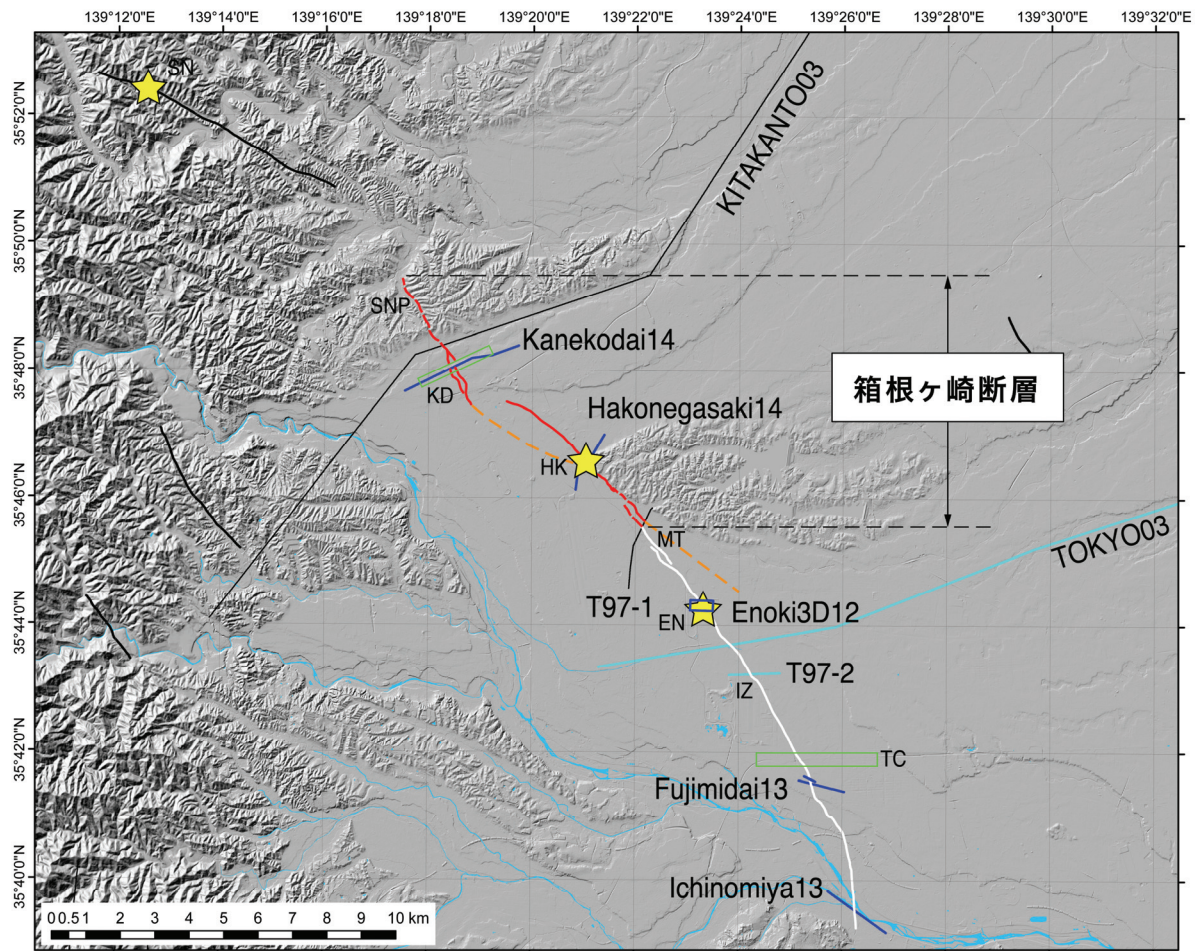 139°12'0"E 139°14'0"E 139°16'0"E 139°18'0"E 139°20'0"E 139°22'0"E 139°24'0"E 139°26'0"E 139°28'0"E 139°30'0"E 139°32'0"E
SN
35°52'0"N
KITAKANTO03
35°50'0"N
SNP
Kanekodai14
35°48'0"N
KD
箱根ヶ崎断層
Hakonegasaki14
HK
35°46'0"N
MT
TOKYO03
T97-1
EN
Enoki3D12
35°44'0"N
T97-2
IZ
35°42'0"N
TC
Fujimidai13
35°40'0"N
Ichinomiya13
0 0.5 1 2 3 4 5 6 7 8 9 10 km